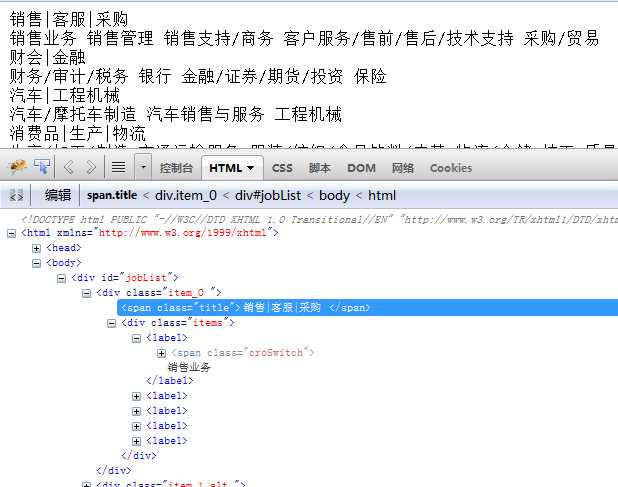 销售|客服|采购
销售业务 销售管理 销售支持/商务 客户服务/售前/售后/技术支持 采购/贸易
财会|金融
财务/审计/税务 银行 金融/证券/期货/投资 保险
汽车|工程机械
汽车/摩托车制造 汽车销售与服务 工程机械
消费品|生产|物流
控制台 HTML CSS 脚本 DOM 网络 Cookies
编辑 span.title < div.item_0 < div#jobList < body < html
<!DOCTYPE html PUBLIC "-//W3C//DTD XHTML 1.0 Transitional//EN" "http://www.w3.org/TR/xhtml1/DTD/xht
<html xmlns="http://www.w3.org/1999/xhtml">
<head>
<body>
<div id="jobList">
<div class="item_0 ">
<span class="title">销售|客服|采购 </span>
<div class="items">
<label>
<span class="croSwitch">
销售业务
</label>
<label>
<label>
<label>
<label>
</div>
</div>
<div class="item_1 alt ">